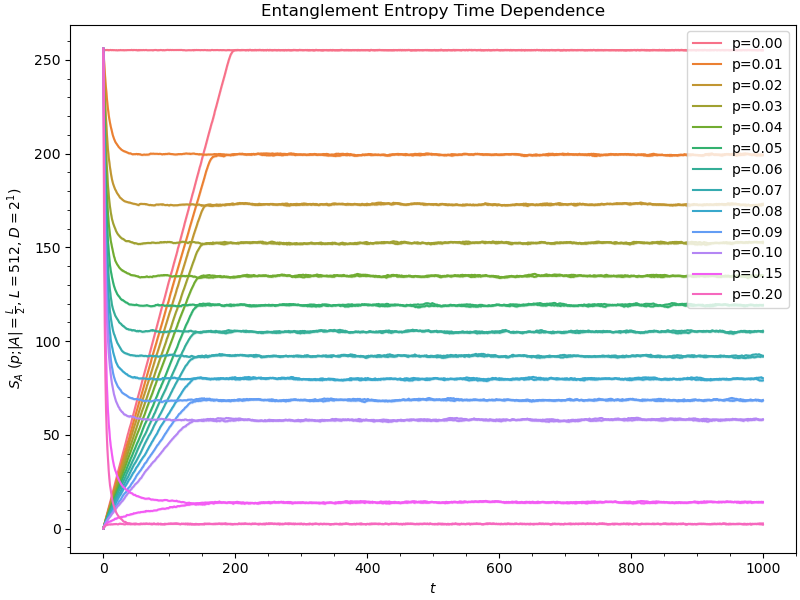 Entanglement Entropy Time Dependence
S_A (p;|A| = L/2, L = 512, D = 2^1)
250
200
150
100
50
0
0 200 400 600 800 1000
t
p=0.00
p=0.01
p=0.02
p=0.03
p=0.04
p=0.05
p=0.06
p=0.07
p=0.08
p=0.09
p=0.10
p=0.15
p=0.20